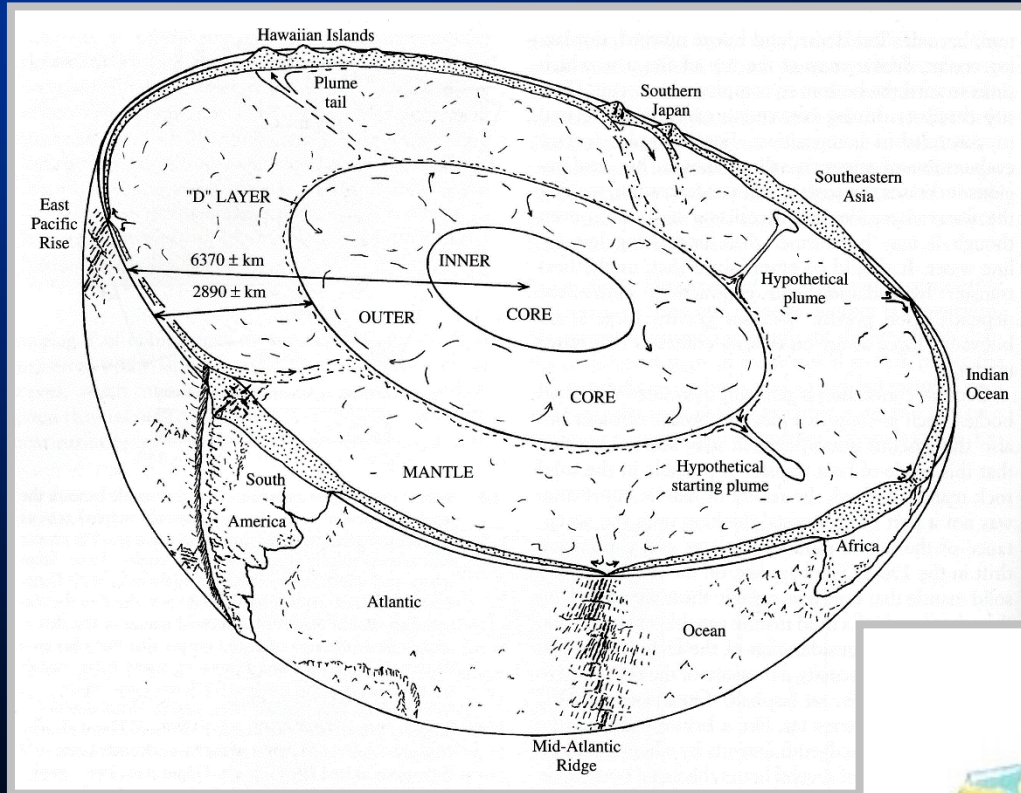 Hawaiian Islands
Plume
tail
Southern
Japan
Southeastern
Asia
East
Pacific
Rise
"D" LAYER
6370 ± km
2890 ± km
INNER
CORE
OUTER
CORE
Hypothetical
plume
Indian
Ocean
MANTLE
Hypothetical
starting plume
South
America
Africa
Atlantic
Ocean
Mid-Atlantic
Ridge